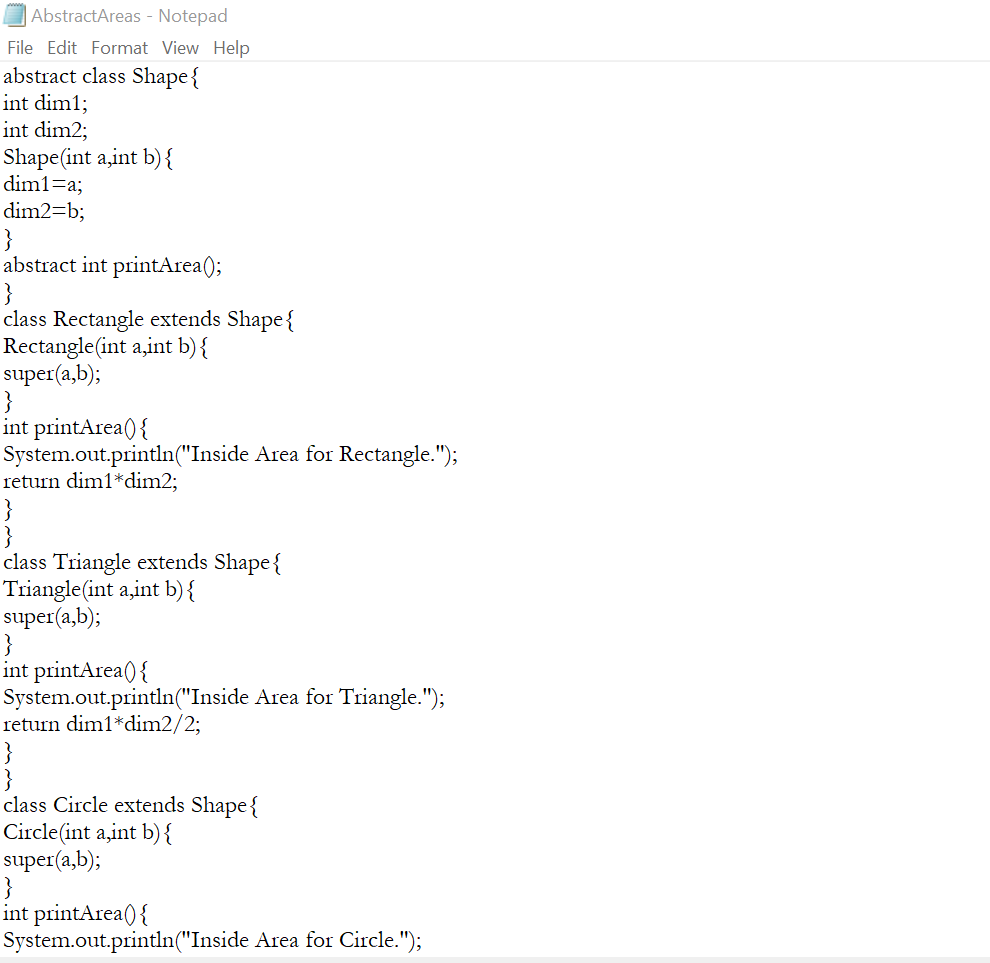 AbstractAreas - Notepad
File Edit Format View Help
abstract class Shape{
int dim1;
int dim2;
Shape(int a,int b){
dim1=a;
dim2=b;
}
abstract int printArea();
}
class Rectangle extends Shape{
Rectangle(int a,int b){
super(a,b);
}
int printArea(){
System.out.println("Inside Area for Rectangle.");
return dim1*dim2;
}
}
class Triangle extends Shape{
Triangle(int a,int b){
super(a,b);
}
int printArea(){
System.out.println("Inside Area for Triangle.");
return dim1*dim2/2;
}
}
class Circle extends Shape{
Circle(int a,int b){
super(a,b);
}
int printArea(){
System.out.println("Inside Area for Circle.");